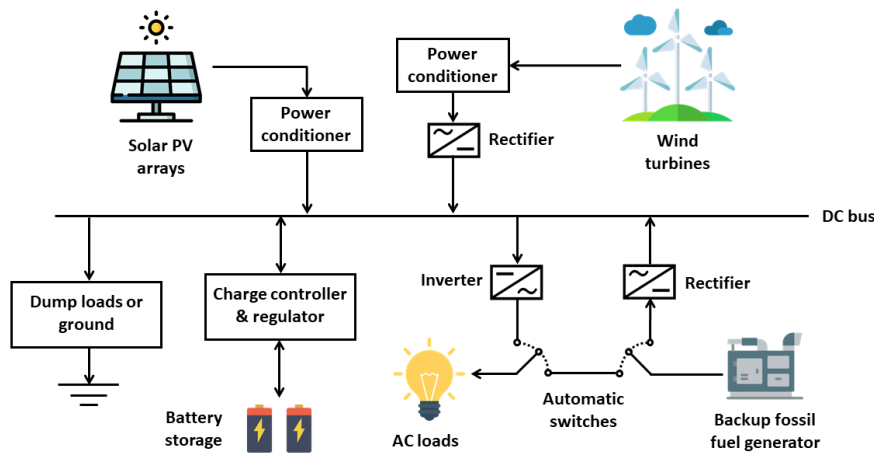 Solar PV
arrays
Power
conditioner
Power
conditioner
Rectifier
Wind
turbines
DC bus
Dump loads or
ground
Charge controller
& regulator
Inverter
Rectifier
Battery
storage
AC loads
Automatic
switches
Backup fossil
fuel generator